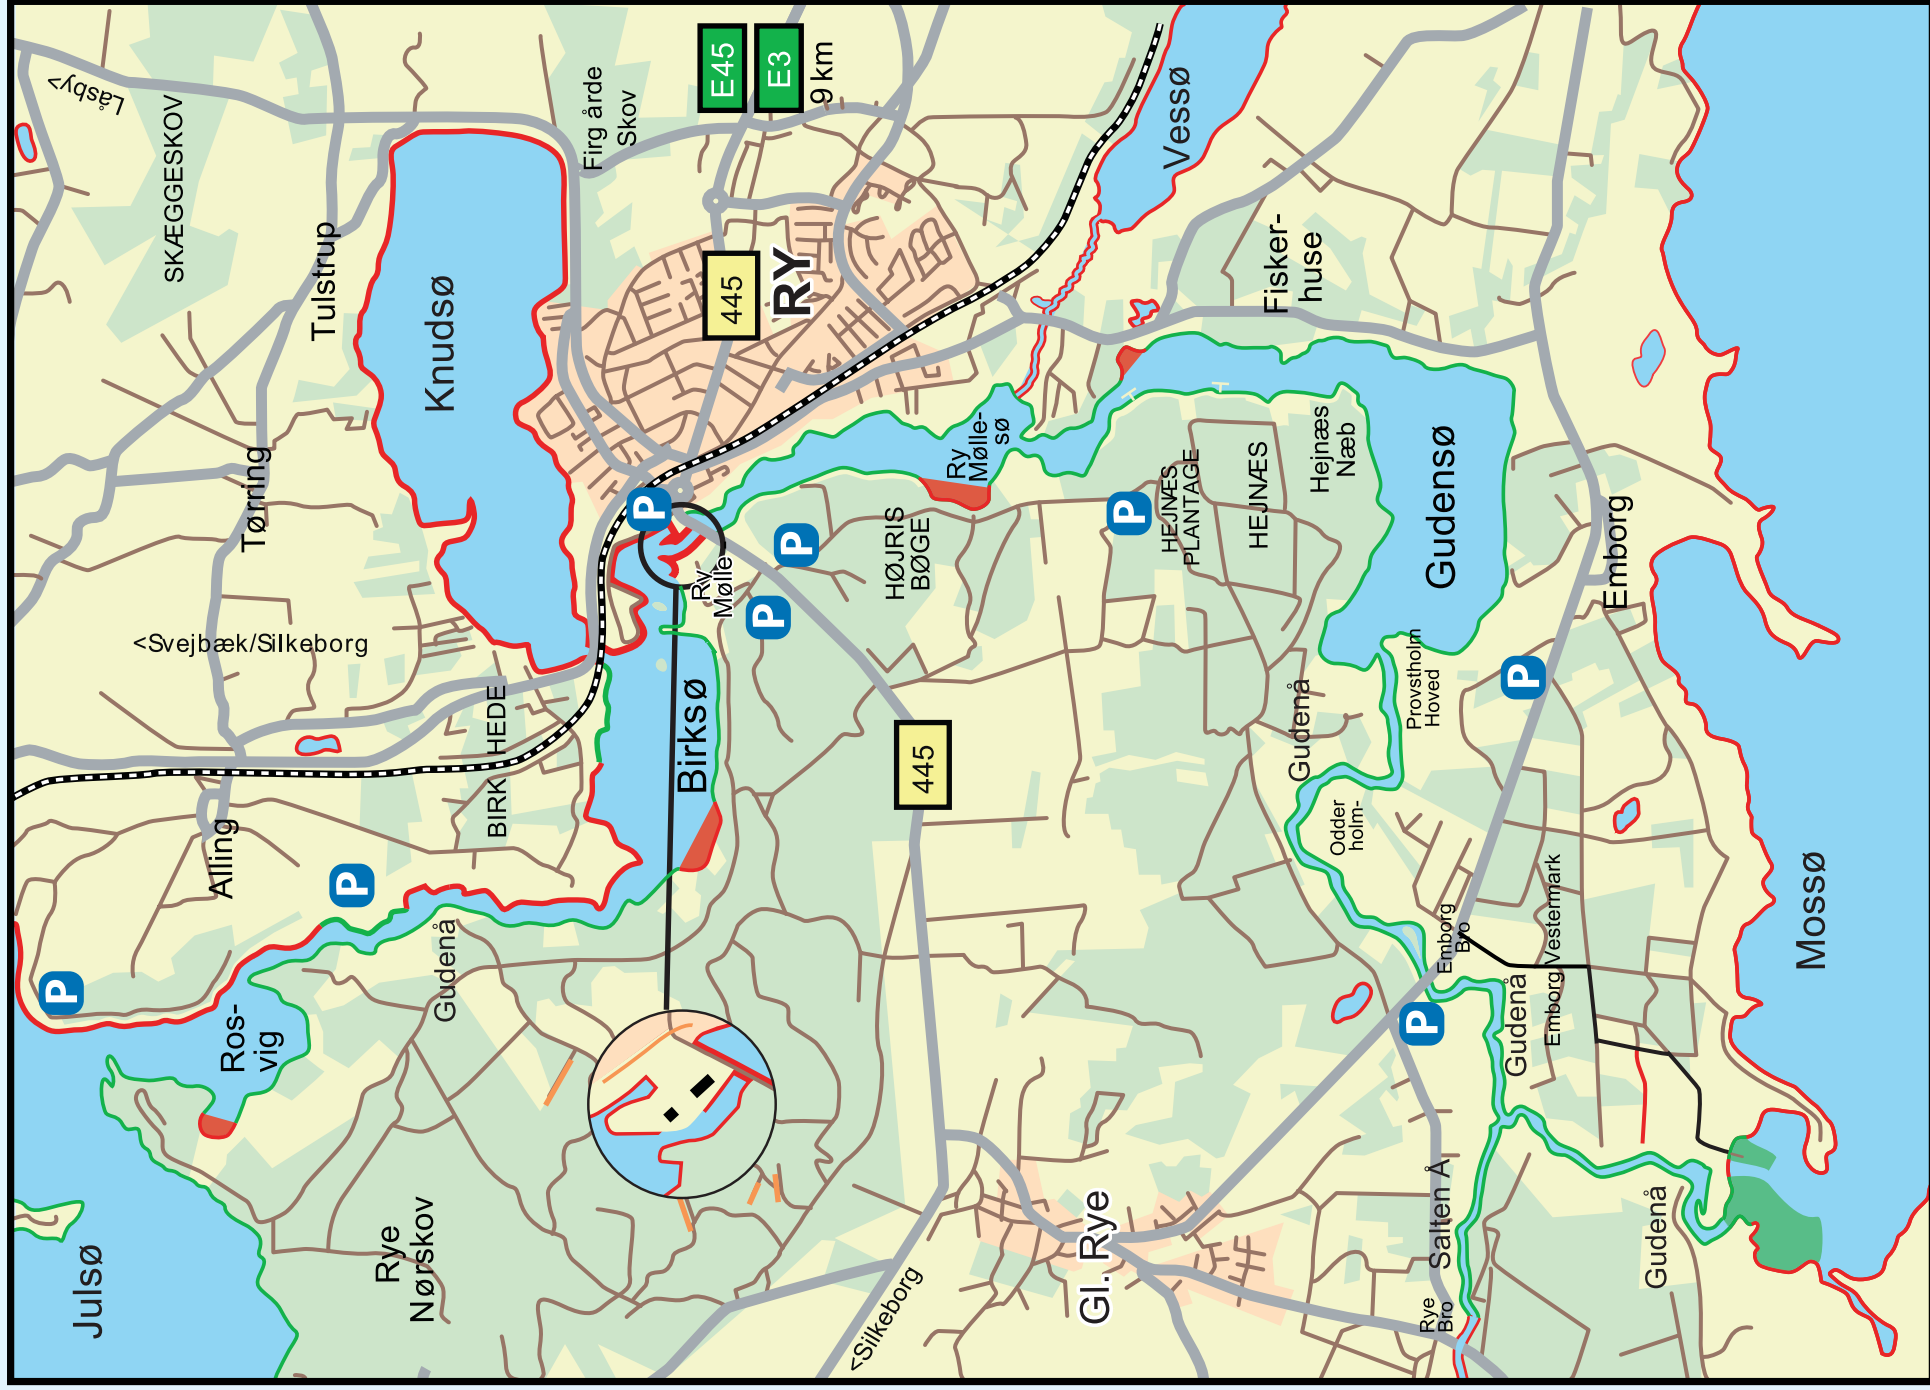 Låsby>
SKÆGGESKOV
Tulstrup
Knudsø
Firgårde
Skov
E45
E3
9 km
445
RY
Vessø
Fisker-
huse
Tørring
<Svejbæk/Silkeborg
P
Ry
Mølle
P
P
HØJRIS
BØGE
Ry
Mølle-
sø
P
HEJNÆS
PLANTAGE
HEJNÆS
Hejnæs
Næb
Gudensø
Emborg
Alling
BIRK HEDE
Birksø
445
Gudenå
Provstholm
Hoved
P
Odder
holm-
Emborg
Bro
Emborg Vestermark
Mossø
P
P
Ros-
vig
Gudenå
P
Gudenå
Julsø
Rye
Nørskov
<Silkeborg
Gl. Rye
Salten Å
Rye
Bro
Gudenå